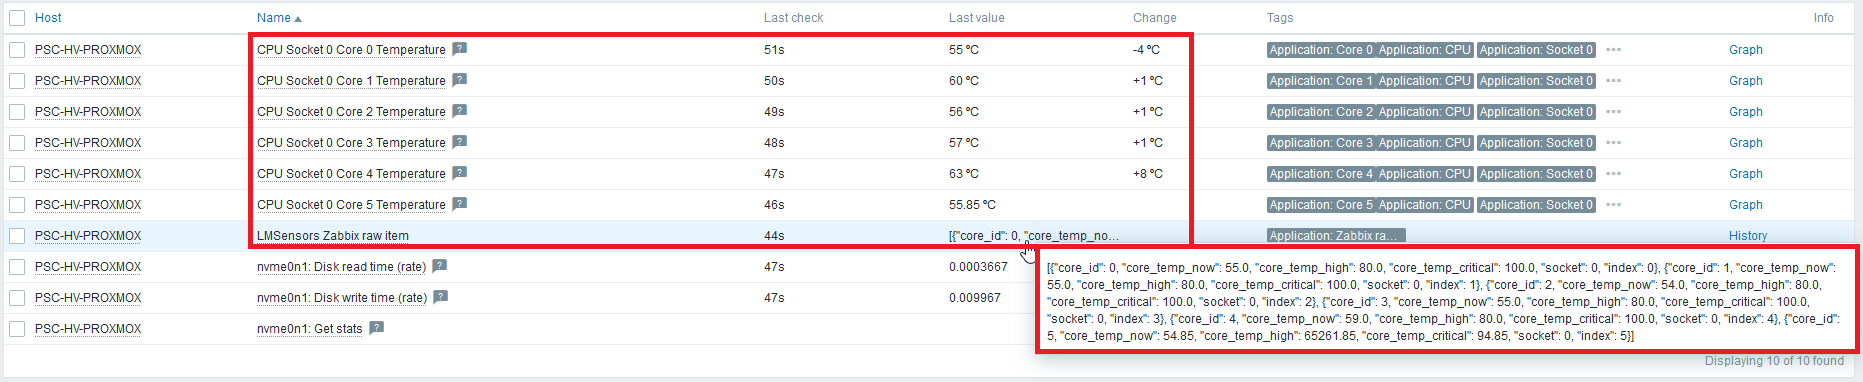 Host Name Last check Last value Change Tags Info
PSC-HV-PROXMOX CPU Socket 0 Core 0 Temperature ? 51s 55 °C -4 °C Application: Core 0 Application: CPU Application: Socket 0 ••• Graph
PSC-HV-PROXMOX CPU Socket 0 Core 1 Temperature ? 50s 60 °C +1 °C Application: Core 1 Application: CPU Application: Socket 0 ••• Graph
PSC-HV-PROXMOX CPU Socket 0 Core 2 Temperature ? 49s 56 °C +1 °C Application: Core 2 Application: CPU Application: Socket 0 ••• Graph
PSC-HV-PROXMOX CPU Socket 0 Core 3 Temperature ? 48s 57 °C +1 °C Application: Core 3 Application: CPU Application: Socket 0 ••• Graph
PSC-HV-PROXMOX CPU Socket 0 Core 4 Temperature ? 47s 63 °C +8 °C Application: Core 4 Application: CPU Application: Socket 0 ••• Graph
PSC-HV-PROXMOX CPU Socket 0 Core 5 Temperature ? 46s 55.85 °C Application: Core 5 Application: CPU Application: Socket 0 ••• Graph
PSC-HV-PROXMOX LMSensors Zabbix raw item 44s [{"core_id": 0, "core_temp_no... Application: Zabbix ra... History
PSC-HV-PROXMOX nvme0n1: Disk read time (rate) ? 47s 0.0003667
PSC-HV-PROXMOX nvme0n1: Disk write time (rate) ? 47s 0.009967
PSC-HV-PROXMOX nvme0n1: Get stats ?
[{"core_id": 0, "core_temp_now": 55.0, "core_temp_high": 80.0, "core_temp_critical": 100.0, "socket": 0, "index": 0}, {"core_id": 1, "core_temp_now":
55.0, "core_temp_high": 80.0, "core_temp_critical": 100.0, "socket": 0, "index": 1}, {"core_id": 2, "core_temp_now": 54.0, "core_temp_high": 80.0,
"core_temp_critical": 100.0, "socket": 0, "index": 2}, {"core_id": 3, "core_temp_now": 55.0, "core_temp_high": 80.0, "core_temp_critical": 100.0,
"socket": 0, "index": 3}, {"core_id": 4, "core_temp_now": 59.0, "core_temp_high": 80.0, "core_temp_critical": 100.0, "socket": 0, "index": 4}, {"core_id":
5, "core_temp_now": 54.85, "core_temp_high": 65261.85, "core_temp_critical": 94.85, "socket": 0, "index": 5}]
Displaying 10 of 10 found